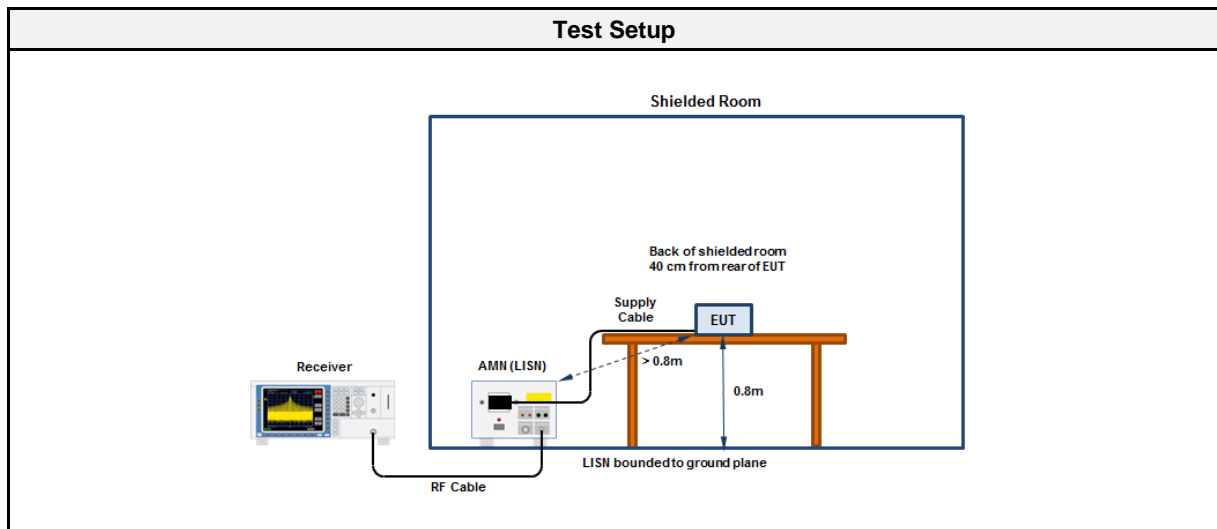 Test Setup
Shielded Room
Back of shielded room
40 cm from rear of EUT
Supply
Cable
EUT
> 0.8m
AMN (LISN)
Receiver
0.8m
LISN bounded to ground plane
RF Cable